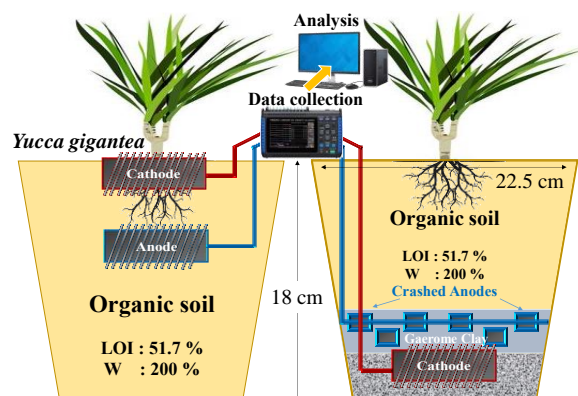 Analysis
Data collection
Yucca gigantea
Cathode
Anode
Organic soil
LOI : 51.7 %
W : 200 %
18 cm
22.5 cm
Organic soil
LOI : 51.7 %
W : 200 %
Crashed Anodes
Gaerome Clay
Cathode